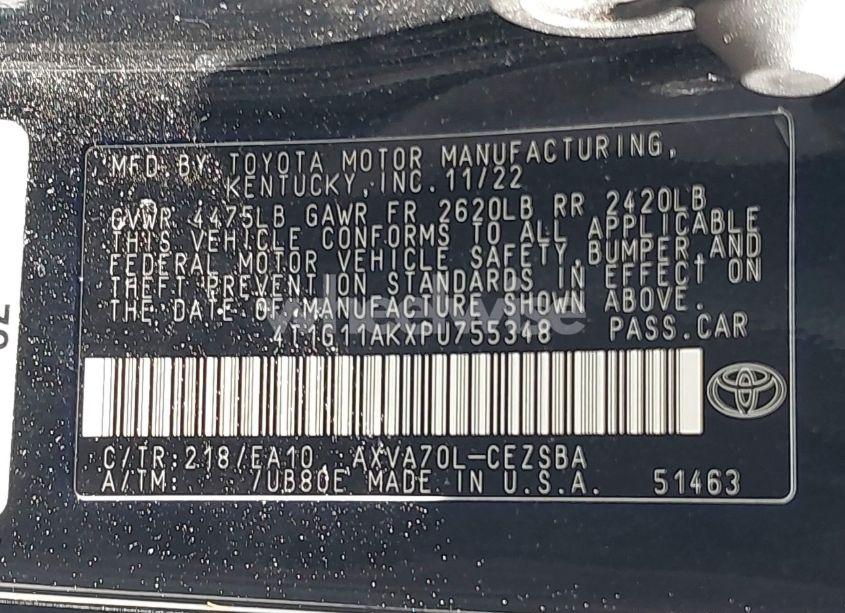 MFD. BY: TOYOTA MOTOR MANUFACTURING,
KENTUCKY, INC. 11/22
GVWR 4475LB GAWR FR 2620LB RR 2420LB
THIS VEHICLE CONFORMS TO ALL APPLICABLE
FEDERAL MOTOR VEHICLE SAFETY, BUMPER, AND
THEFT PREVENTION STANDARDS IN EFFECT ON
THE DATE OF MANUFACTURE SHOWN ABOVE.
4T1G11AKXPU755348 PASS.CAR
C/TR:218/EA10, AXVA70L-CEZSBA
A/TM: /UB80E MADE IN U.S.A. 51463